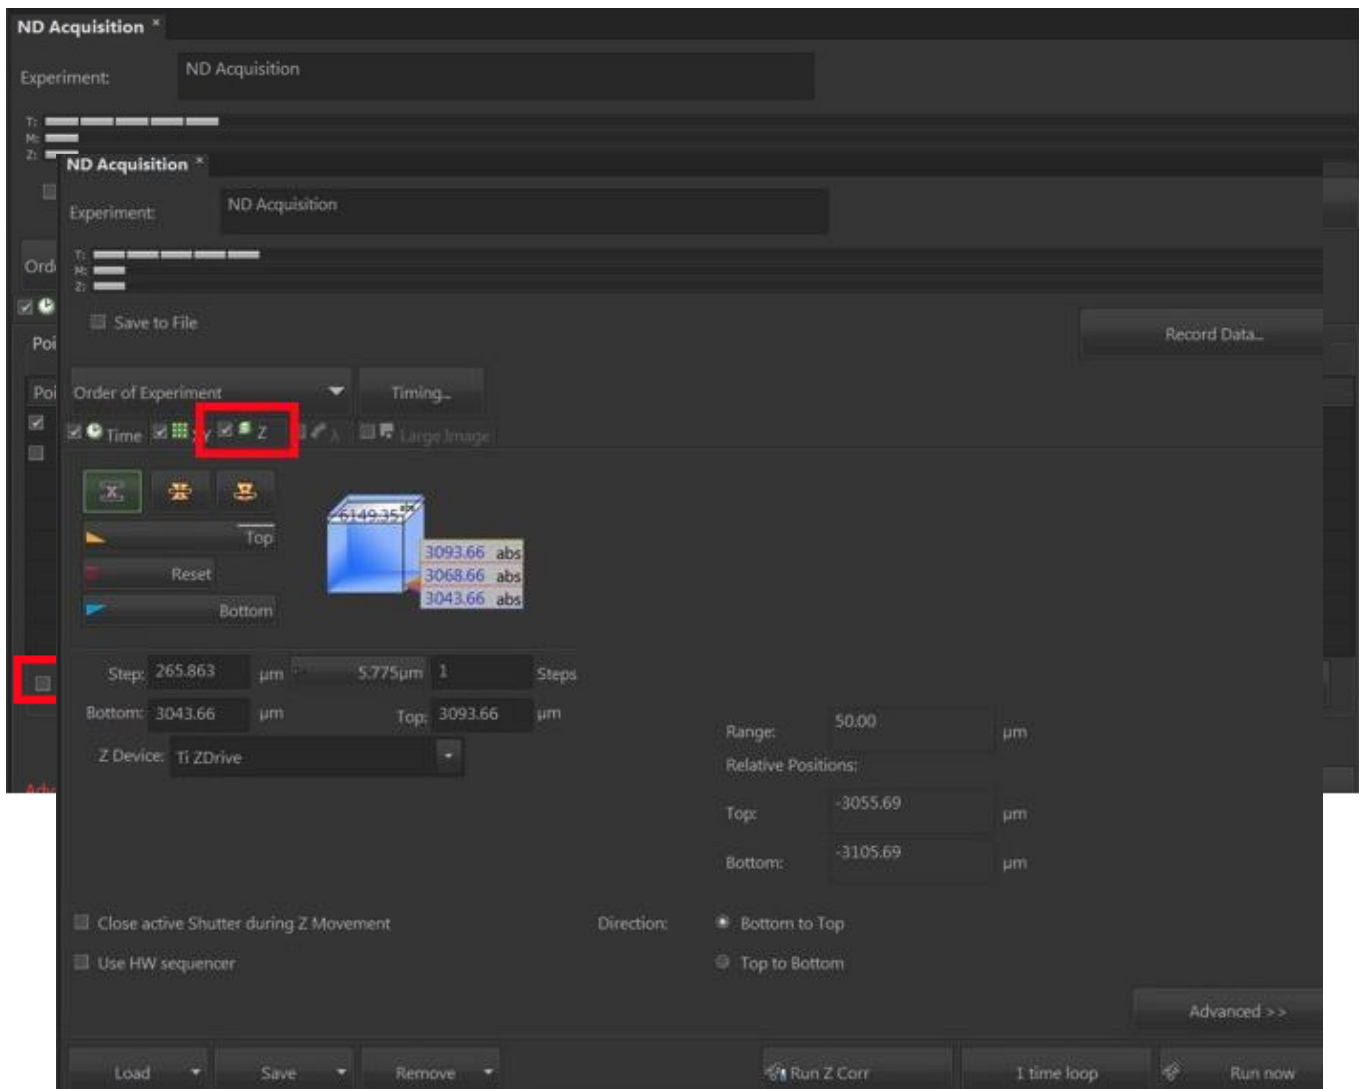 ND Acquisition ×
Experiment: ND Acquisition
T:
M:
Z:
ND Acquisition ×
Experiment: ND Acquisition
T:
M:
Z:
Save to File
Record Data...
Ord
Poi
Poi
Order of Experiment Timing...
Time XY Z λ Large Image
6149.35
Top
3093.66 abs
3068.66 abs
3043.66 abs
Reset
Bottom
Step: 265.863 µm 5.775µm 1 Steps
Bottom: 3043.66 µm Top: 3093.66 µm
Z Device: Ti ZDrive
Range: 50.00 µm
Relative Positions:
Top: -3055.69 µm
Bottom: -3105.69 µm
Adv
Close active Shutter during Z Movement Direction: Bottom to Top
Use HW sequencer Top to Bottom
Advanced >>
Load Save Remove Run Z Corr 1 time loop Run now